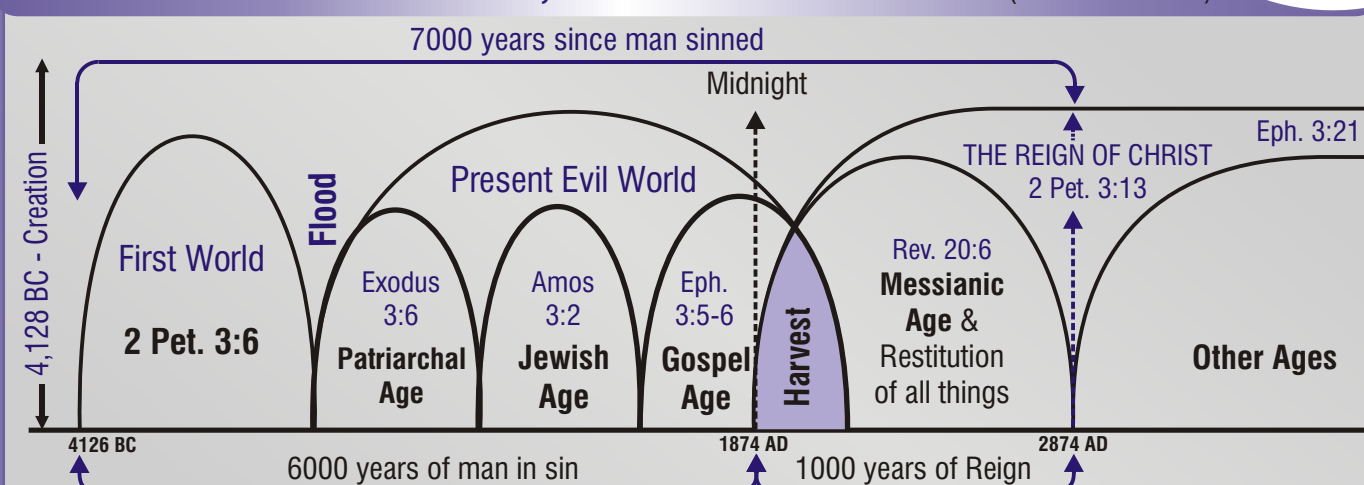 7000 years since man sinned
Midnight
4,128 BC - Creation
First World
2 Pet. 3:6
Flood
Present Evil World
Exodus
3:6
Patriarchal
Age
Amos
3:2
Jewish
Age
Eph.
3:5-6
Gospel
Age
Harvest
THE REIGN OF CHRIST
2 Pet. 3:13
Rev. 20:6
Messianic
Age &
Restitution
of all things
Eph. 3:21
Other Ages
4126 BC
1874 AD
2874 AD
6000 years of man in sin
1000 years of Reign